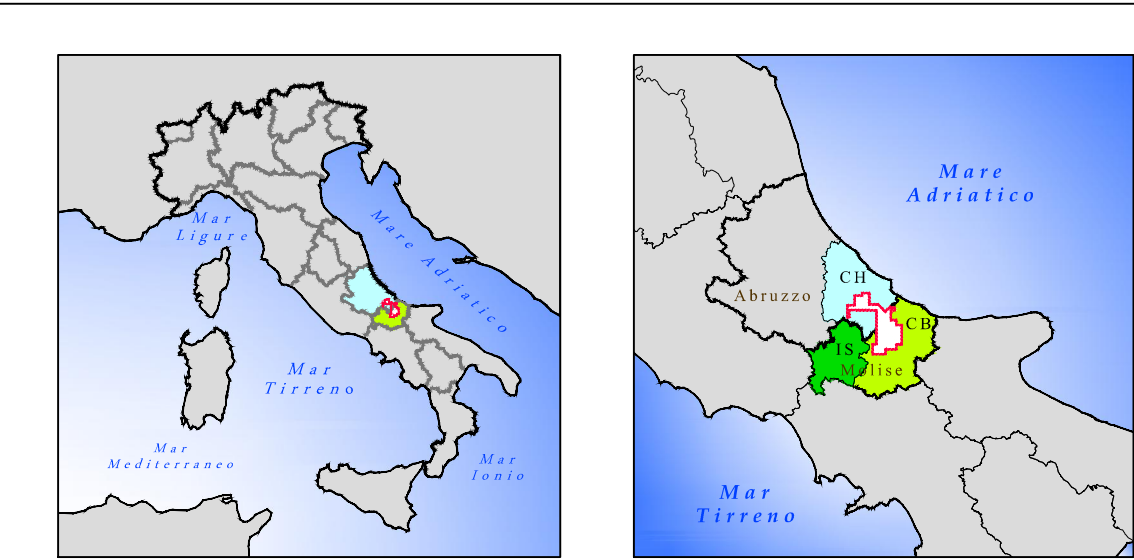 Mar
Ligure
Mare Adriatico
Mar
Tirreno
Mar
Mediterraneo
Mar
Ionio
Mare
Adriatico
CH
Abruzzo
CB
IS
Molise
Mar
Tirreno